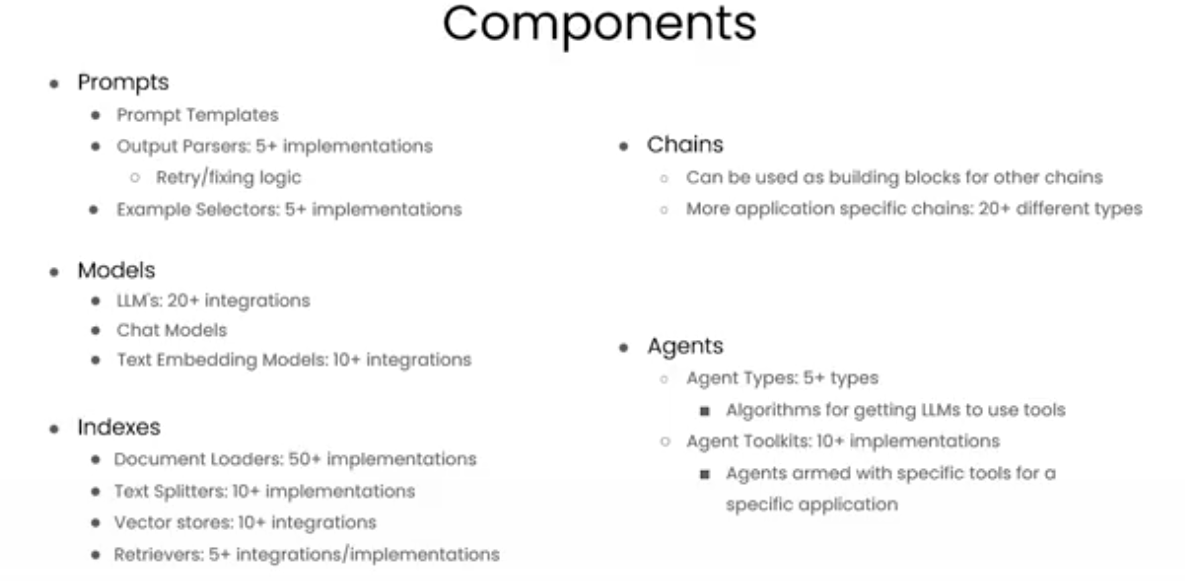 Components
Prompts
Prompt Templates
Output Parsers: 5+ implementations
Retry/fixing logic
Example Selectors: 5+ implementations
Models
LLM's: 20+ integrations
Chat Models
Text Embedding Models: 10+ integrations
Indexes
Document Loaders: 50+ implementations
Text Splitters: 10+ implementations
Vector stores: 10+ integrations
Retrievers: 5+ integrations/implementations
Chains
Can be used as building blocks for other chains
More application specific chains: 20+ different types
Agents
Agent Types: 5+ types
Algorithms for getting LLMs to use tools
Agent Toolkits: 10+ implementations
Agents armed with specific tools for a
specific application